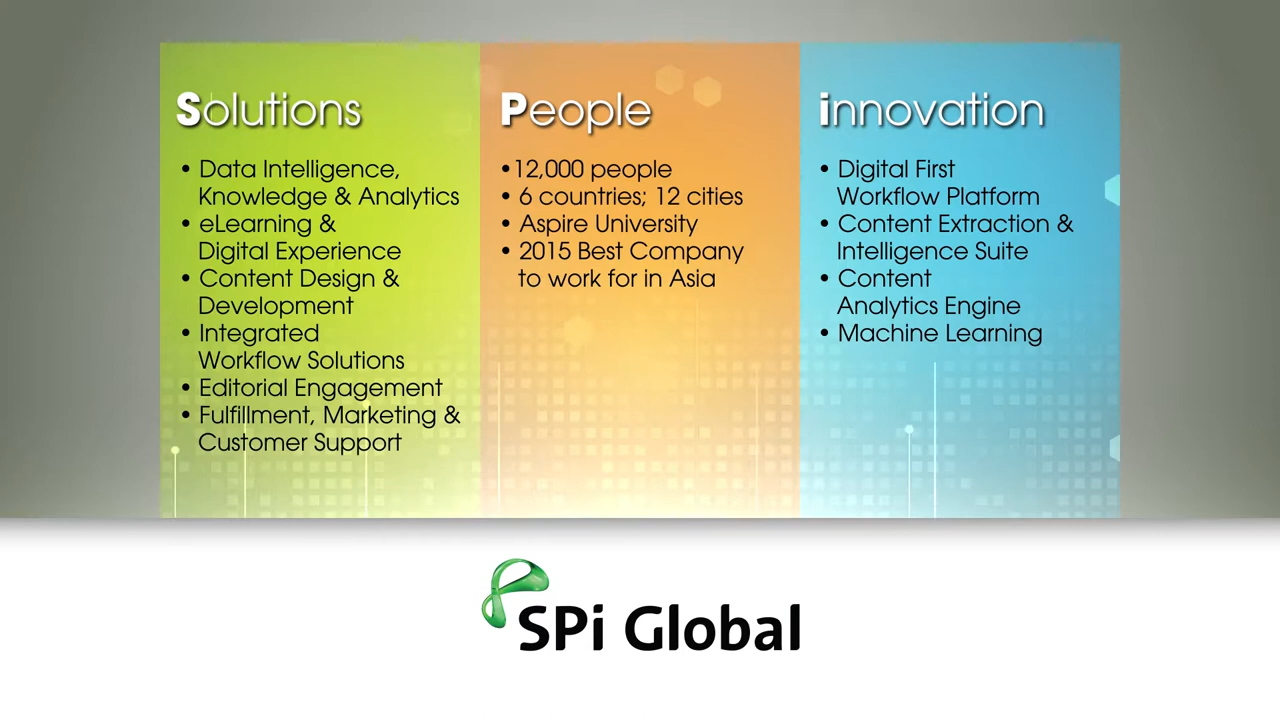 Solutions
• Data Intelligence,
Knowledge & Analytics
• eLearning &
Digital Experience
• Content Design &
Development
• Integrated
Workflow Solutions
• Editorial Engagement
• Fulfillment, Marketing &
Customer Support
People
•12,000 people
• 6 countries; 12 cities
• Aspire University
• 2015 Best Company
to work for in Asia
innovation
• Digital First
Workflow Platform
• Content Extraction &
Intelligence Suite
• Content
Analytics Engine
• Machine Learning
SPi Global